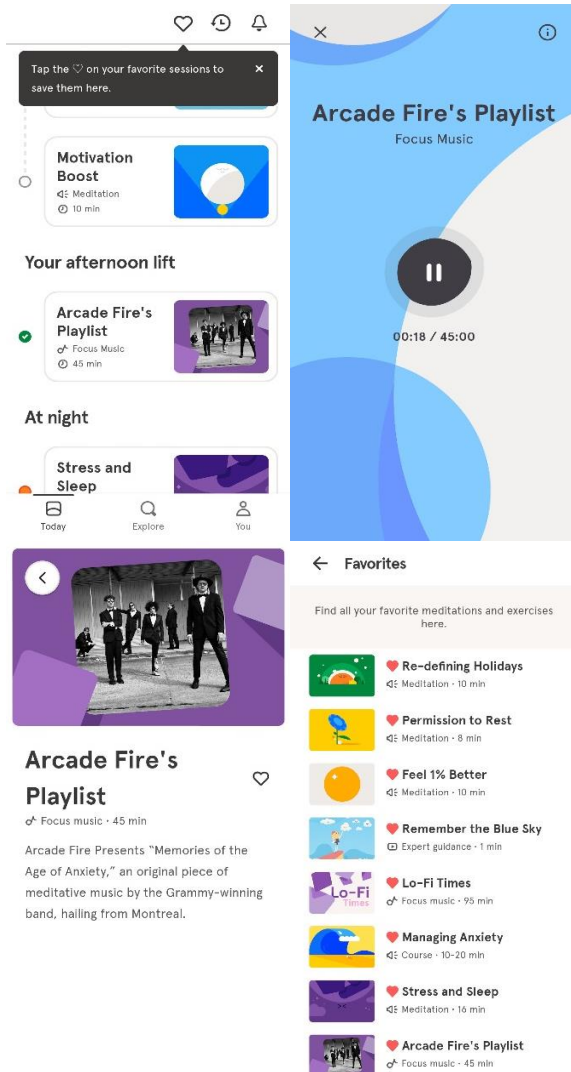 Tap the ♡ on your favorite sessions to
save them here.
Motivation
Boost
Meditation
10 min
Your afternoon lift
Arcade Fire's
Playlist
Focus Music
45 min
At night
Stress and
Sleep
Today
Explore
You
Arcade Fire's Playlist
Focus Music
00:18 / 45:00
Arcade Fire's
Playlist
Focus music · 45 min
Arcade Fire Presents “Memories of the
Age of Anxiety,” an original piece of
meditative music by the Grammy-winning
band, hailing from Montreal.
Favorites
Find all your favorite meditations and exercises
here.
Re-defining Holidays
Meditation · 10 min
Permission to Rest
Meditation · 8 min
Feel 1% Better
Meditation · 10 min
Remember the Blue Sky
Expert guidance · 1 min
Lo-Fi
Times
Lo-Fi Times
Focus music · 95 min
Managing Anxiety
Course · 10-20 min
Stress and Sleep
Meditation · 16 min
Arcade Fire's Playlist
Focus music · 45 min